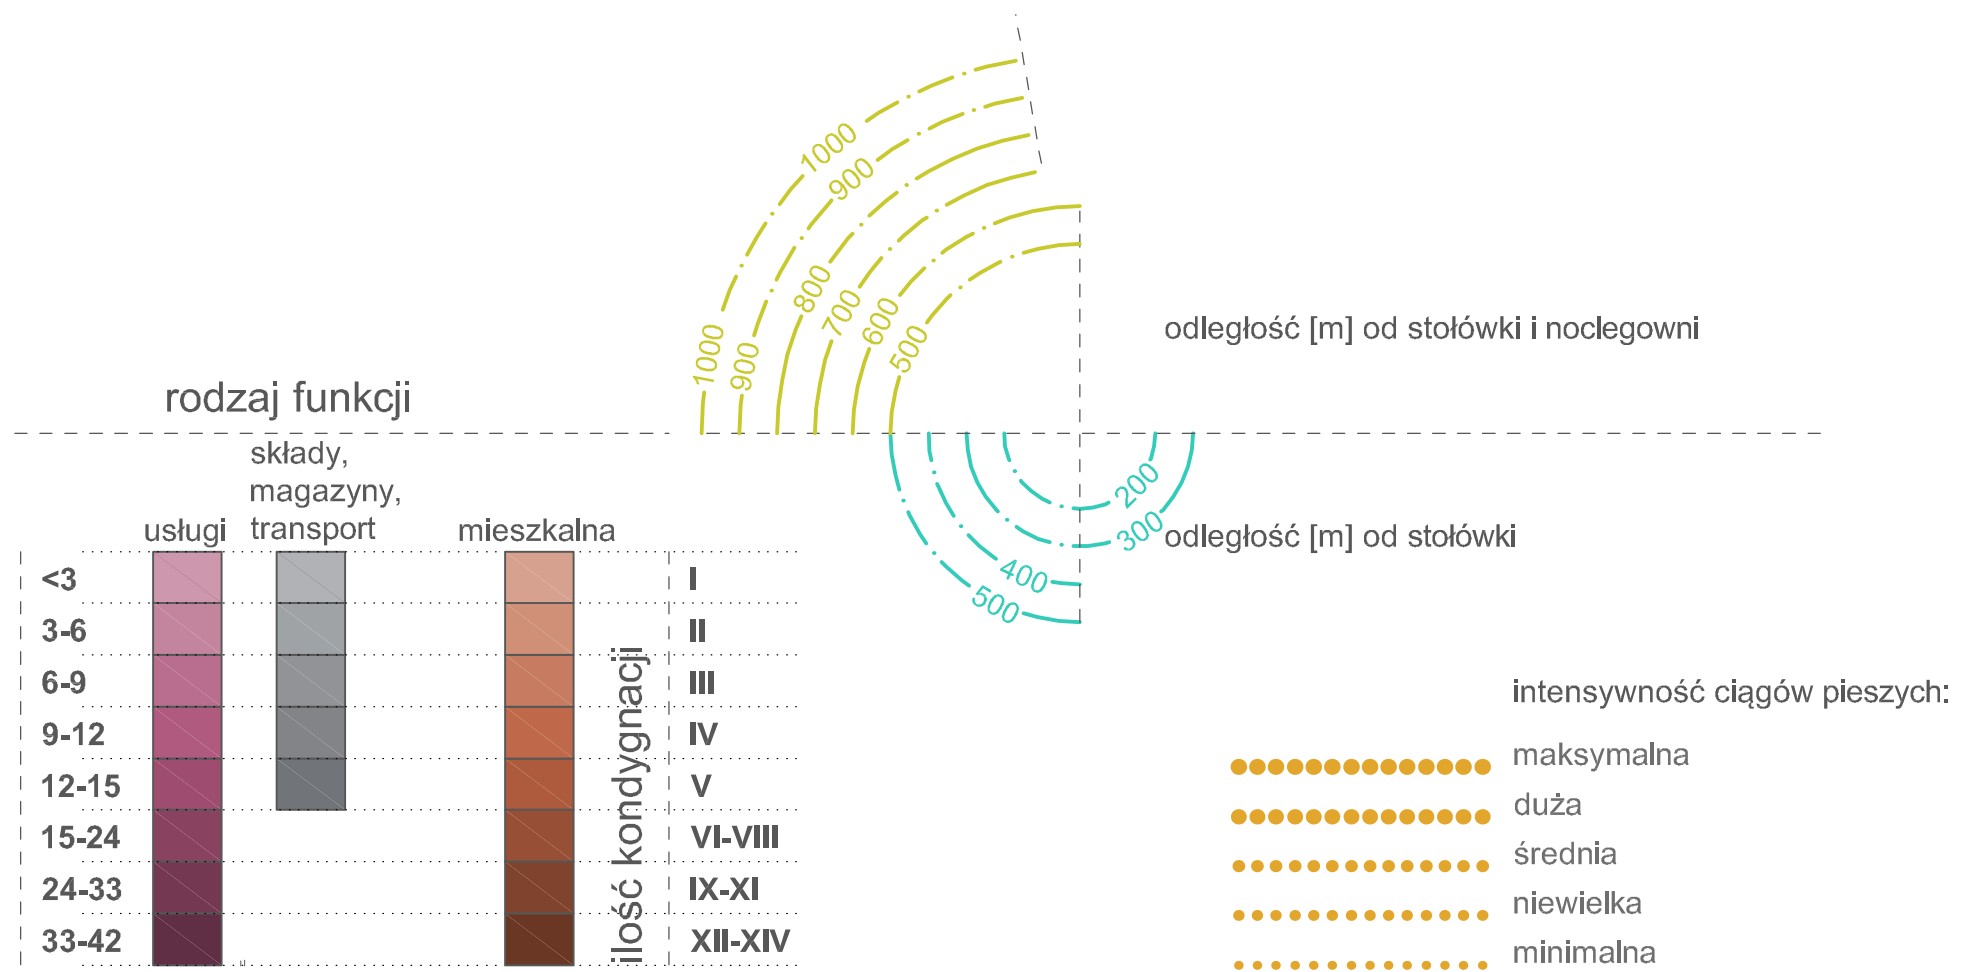 1000
900
800
700
600
500
1000
900
odległość [m] od stołówki i noclegowni
200
300
400
500
odległość [m] od stołówki
rodzaj funkcji
składy,
magazyny,
transport
usługi
mieszkalna
<3
I
3-6
II
6-9
III
9-12
IV
12-15
V
15-24
VI-VIII
24-33
IX-XI
33-42
XII-XIV
ilość kondygnacji
intensywność ciągów pieszych:
maksymalna
duża
średnia
niewielka
minimalna